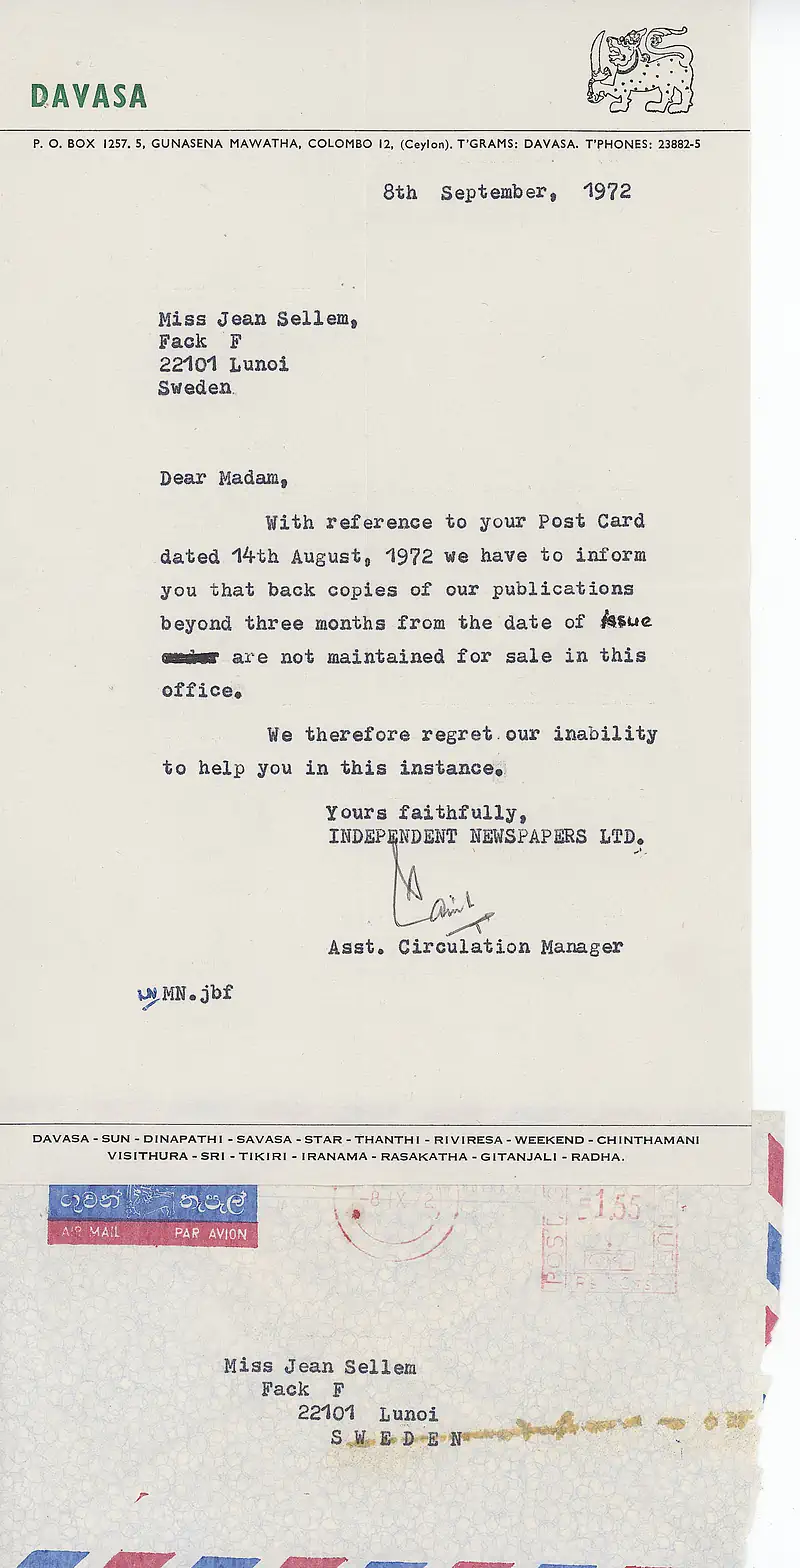 DAVASA
P. O. BOX 1257. 5, GUNASENA MAWATHA, COLOMBO 12, (Ceylon). T'GRAMS: DAVASA. T'PHONES: 23882-5
8th September, 1972
Miss Jean Sellem,
Fack F
22101 Lunoi
Sweden
Dear Madam,
With reference to your Post Card
dated 14th August, 1972 we have to inform
you that back copies of our publications
beyond three months from the date of issue
are not maintained for sale in this
office.
We therefore regret our inability
to help you in this instance.
Yours faithfully,
INDEPENDENT NEWSPAPERS LTD.
Asst. Circulation Manager
MN.jbf
DAVASA - SUN - DINAPATHI - SAVASA - STAR - THANTHI - RIVIRESA - WEEKEND - CHINTHAMANI
VISITHURA - SRI - TIKIRI - IRANAMA - RASAKATHA - GITANJALI - RADHA.
ගුවන් තැපැල්
AIR MAIL PAR AVION
1.55
Miss Jean Sellem
Fack F
22101 Lunoi
SWEDEN